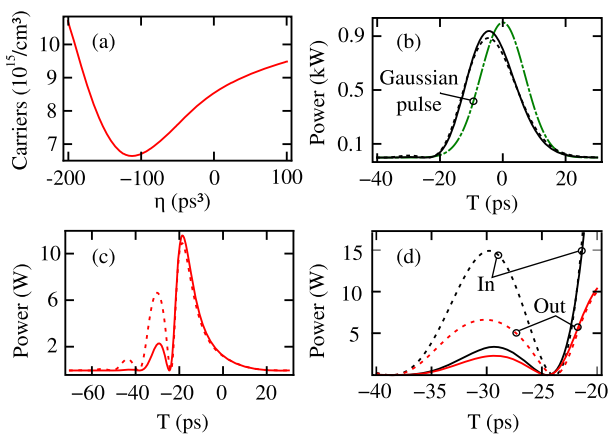 (a)
Carriers (10¹⁵/cm³)
10
9
8
7
6
-200
-100
0
100
η (ps³)
(b)
Gaussian
pulse
Power (kW)
0.9
0.5
0.1
-40
-20
0
20
T (ps)
(c)
Power (W)
10
6
2
-60
-40
-20
0
20
T (ps)
(d)
In
Out
Power (W)
15
10
5
0
-40
-35
-30
-25
-20
T (ps)